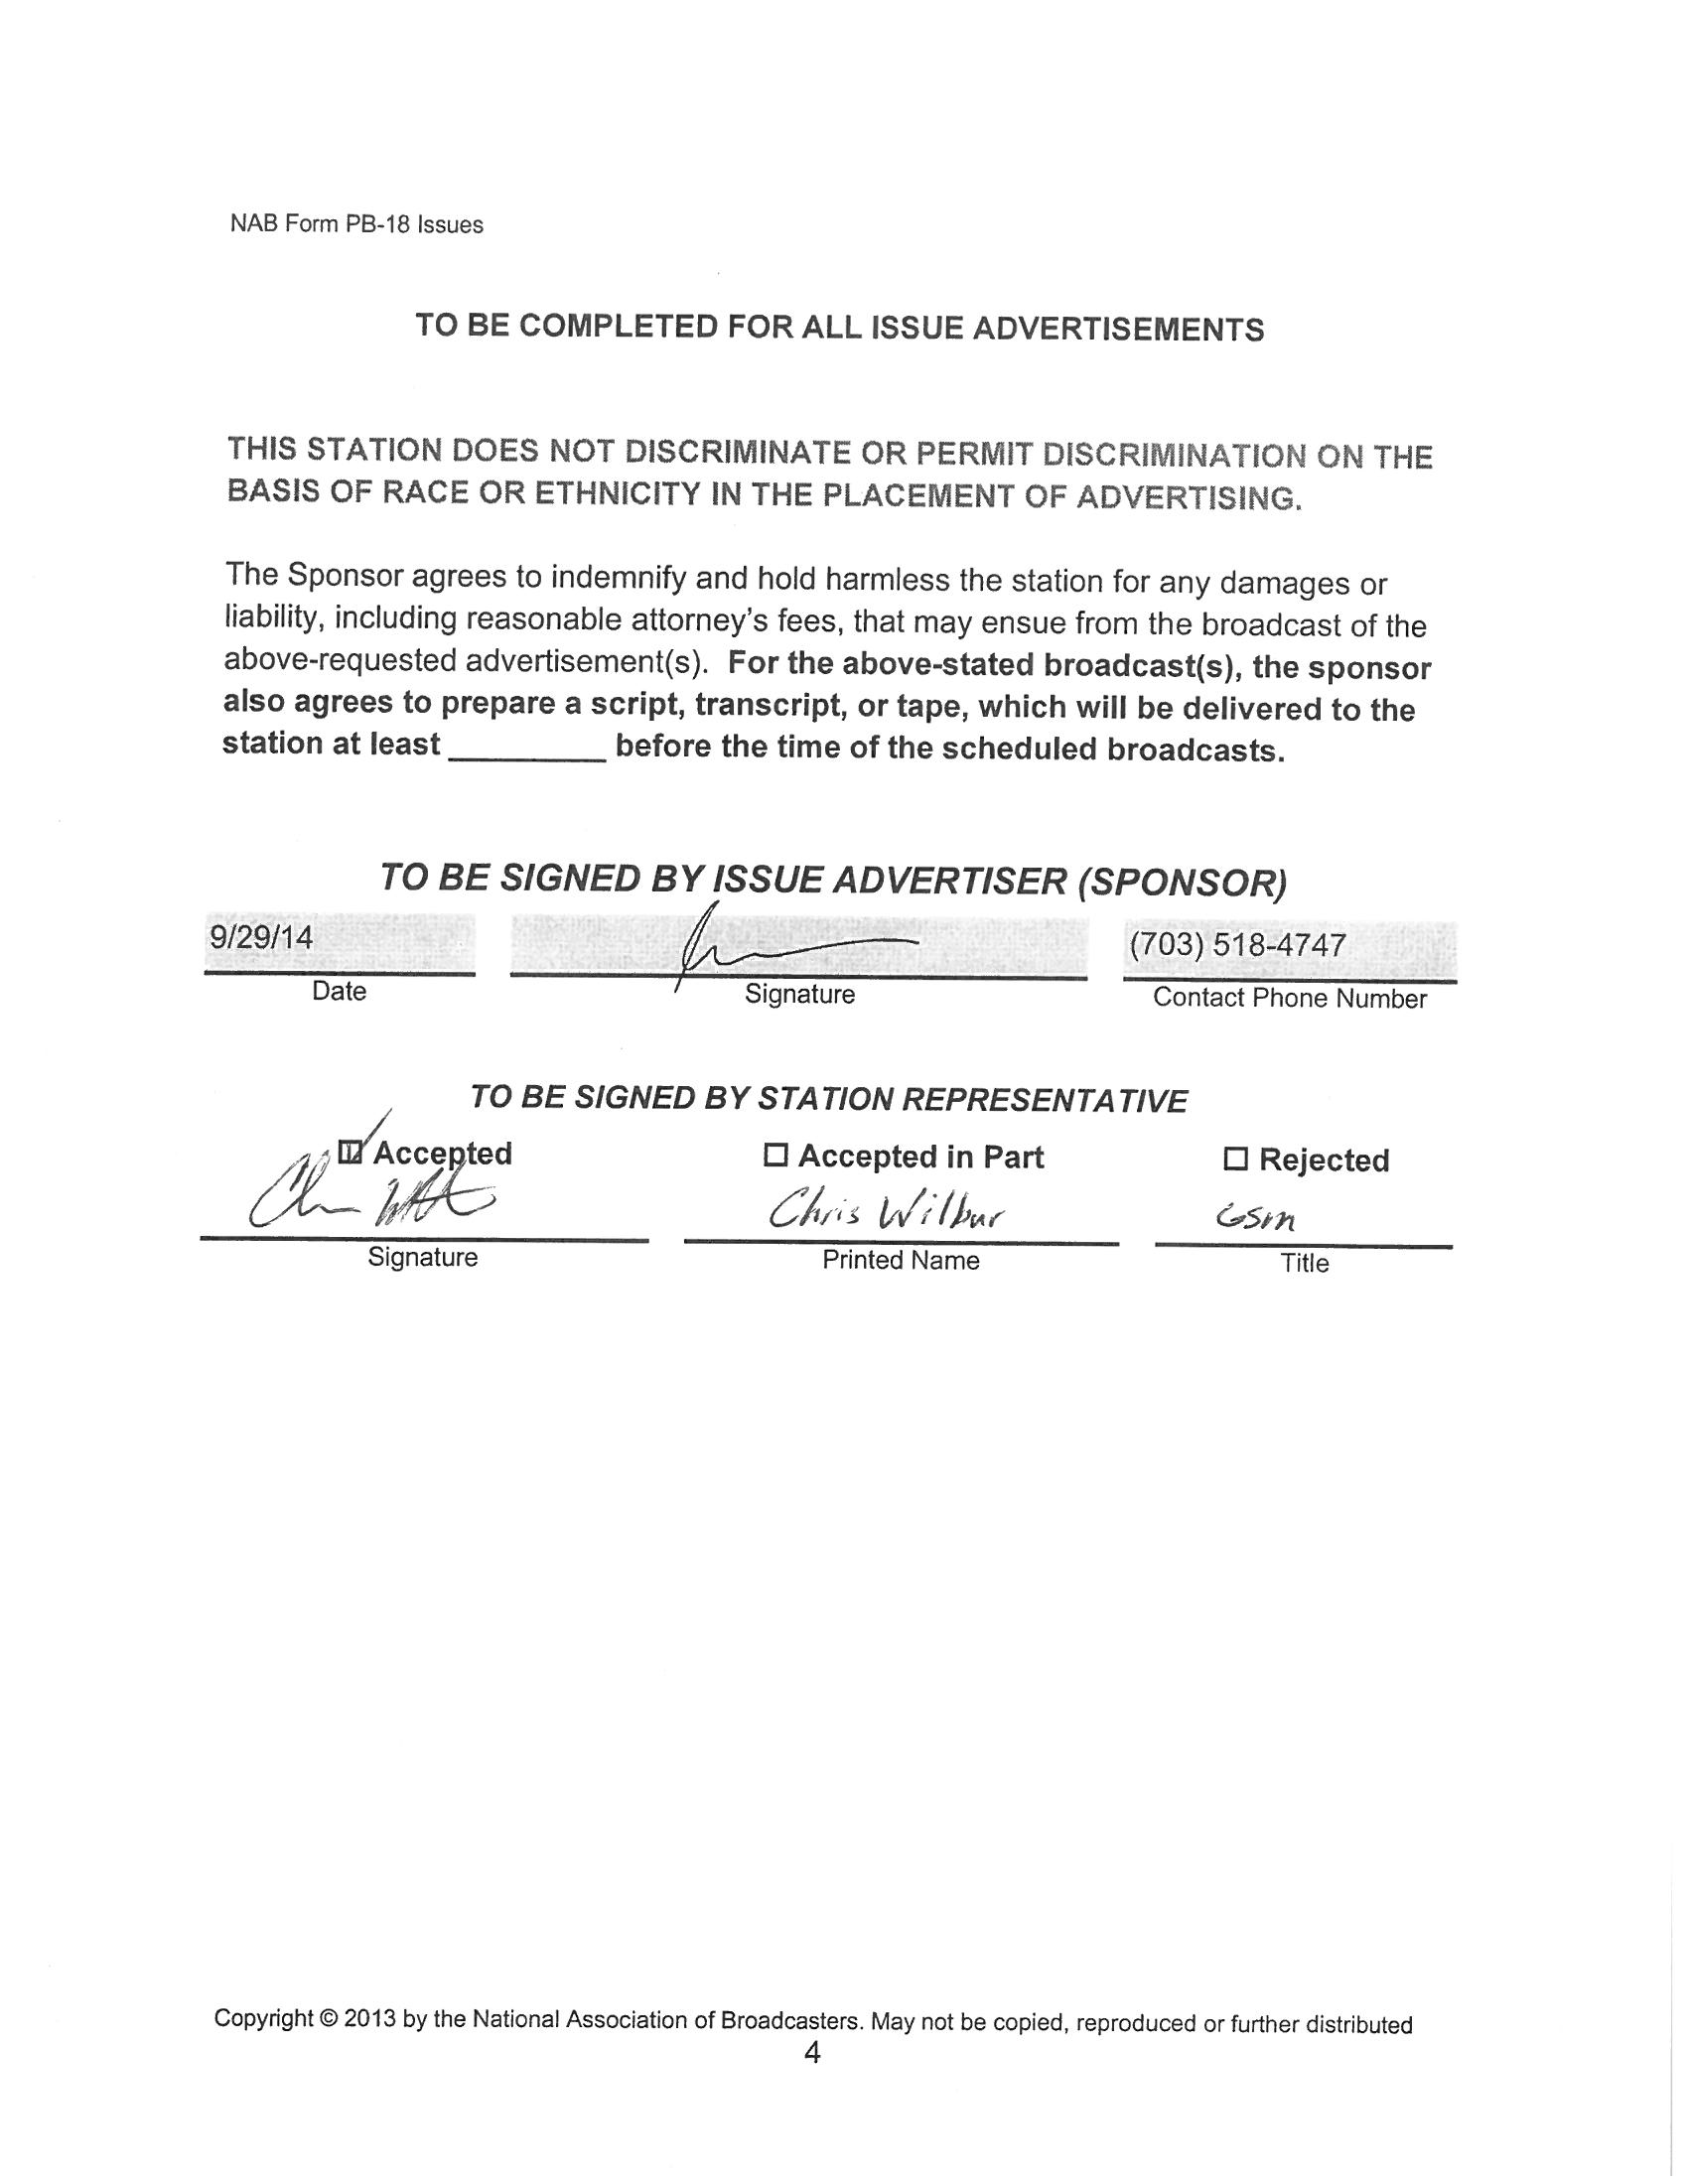 NAB Form PB-18 Issues
TO BE COMPLETED FOR ALL ISSUE ADVERTISEMENTS
THIS STATION DOES NOT DISCRIMINATE OR PERMIT DISCRIMINATION ON THE
BASIS OF RACE OR ETHNICITY IN THE PLACEMENT OF ADVERTISING.
The Sponsor agrees to indemnify and hold harmless the station for any damages or
liability, including reasonable attorney's fees, that may ensue from the broadcast of the
above-requested advertisement(s). For the above-stated broadcast(s), the sponsor
also agrees to prepare a script, transcript, or tape, which will be delivered to the
station at least ________ before the time of the scheduled broadcasts.
TO BE SIGNED BY ISSUE ADVERTISER (SPONSOR)
9/29/14 (703) 518-4747
Date Signature Contact Phone Number
TO BE SIGNED BY STATION REPRESENTATIVE
☑ Accepted ☐ Accepted in Part ☐ Rejected
Chris Wilbur GSM
Signature Printed Name Title
Copyright © 2013 by the National Association of Broadcasters. May not be copied, reproduced or further distributed
4